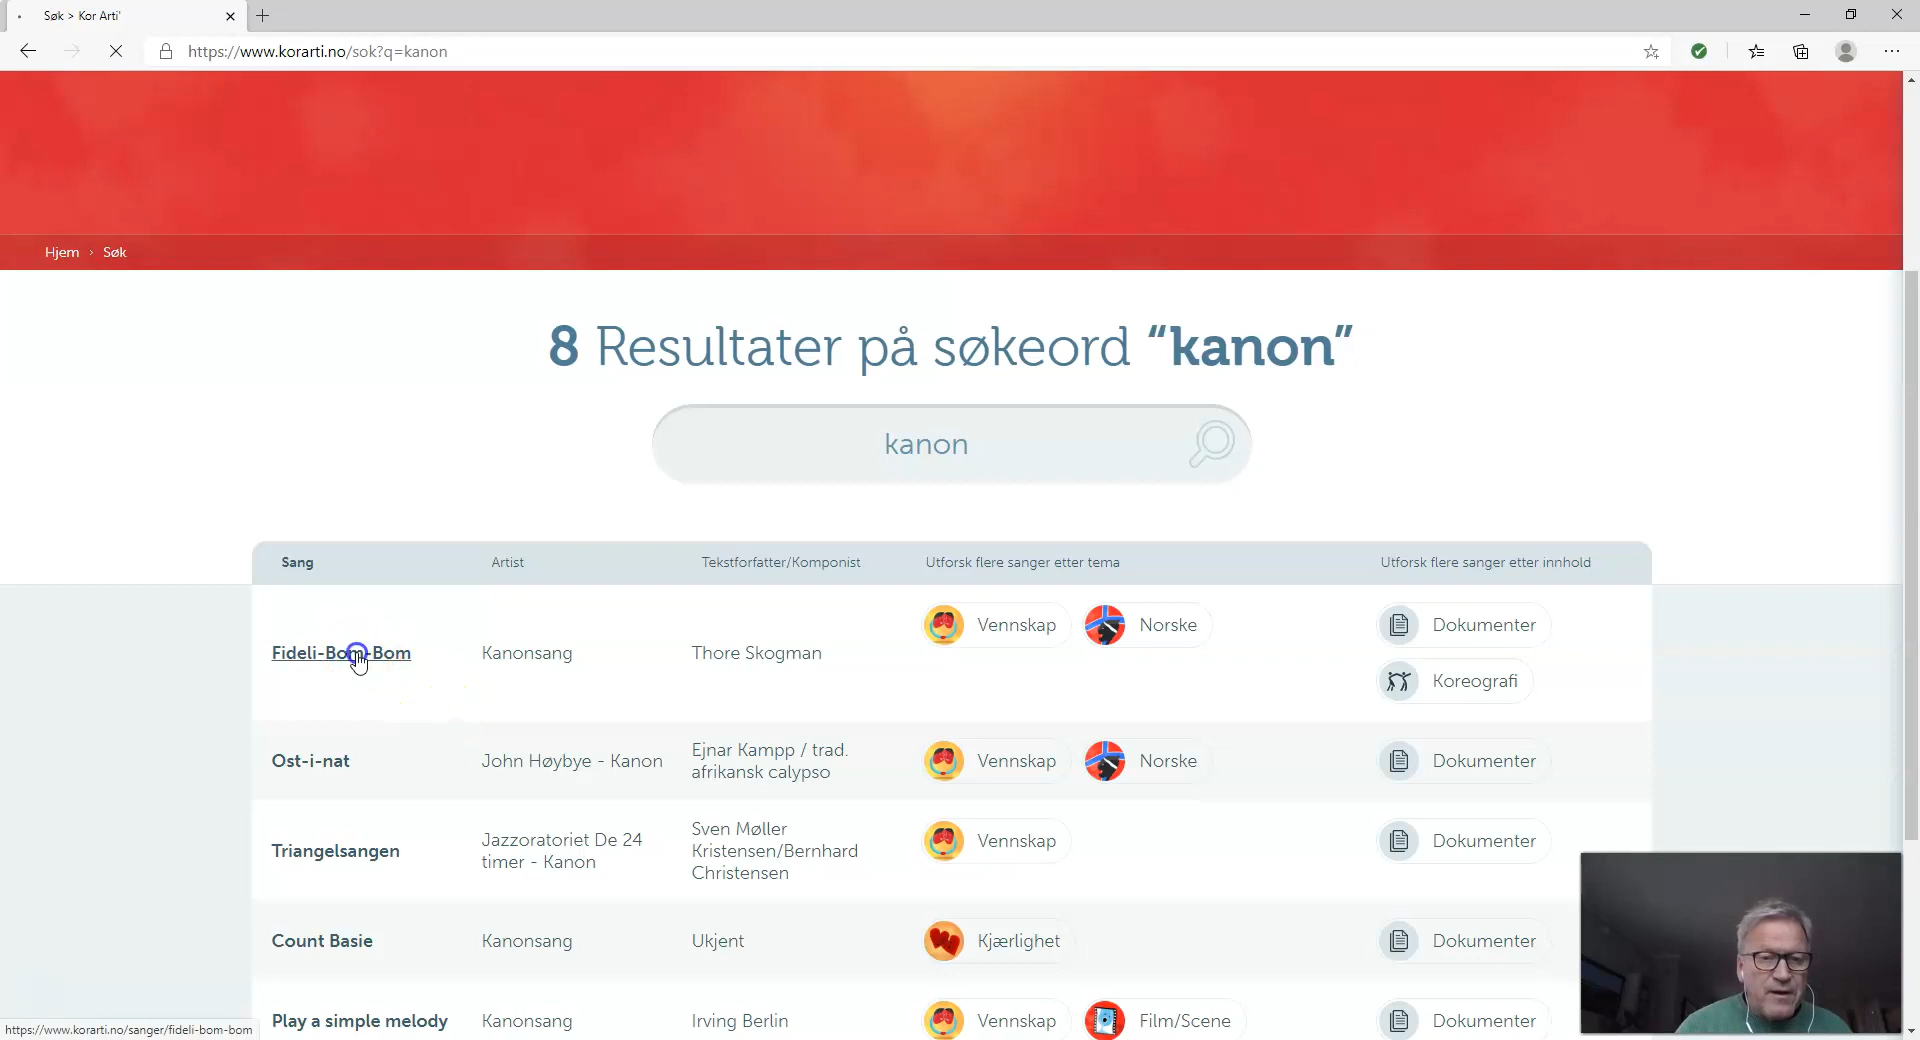 Søk > Kor Arti'
https://www.korarti.no/sok?q=kanon
Hjem › Søk
8 Resultater på søkeord “kanon”
kanon
Sang Artist Tekstforfatter/Komponist Utforsk flere sanger etter tema Utforsk flere sanger etter innhold
Fideli-Bom-Bom Kanonsang Thore Skogman Vennskap Norske Dokumenter
Koreografi
Ost-i-nat John Høybye - Kanon Ejnar Kampp / trad.
afrikansk calypso Vennskap Norske Dokumenter
Triangelsangen Jazzoratoriet De 24
timer - Kanon Sven Møller
Kristensen/Bernhard
Christensen Vennskap Dokumenter
Count Basie Kanonsang Ukjent Kjærlighet Dokumenter
Play a simple melody Kanonsang Irving Berlin Vennskap Film/Scene Dokumenter
https://www.korarti.no/sanger/fideli-bom-bom